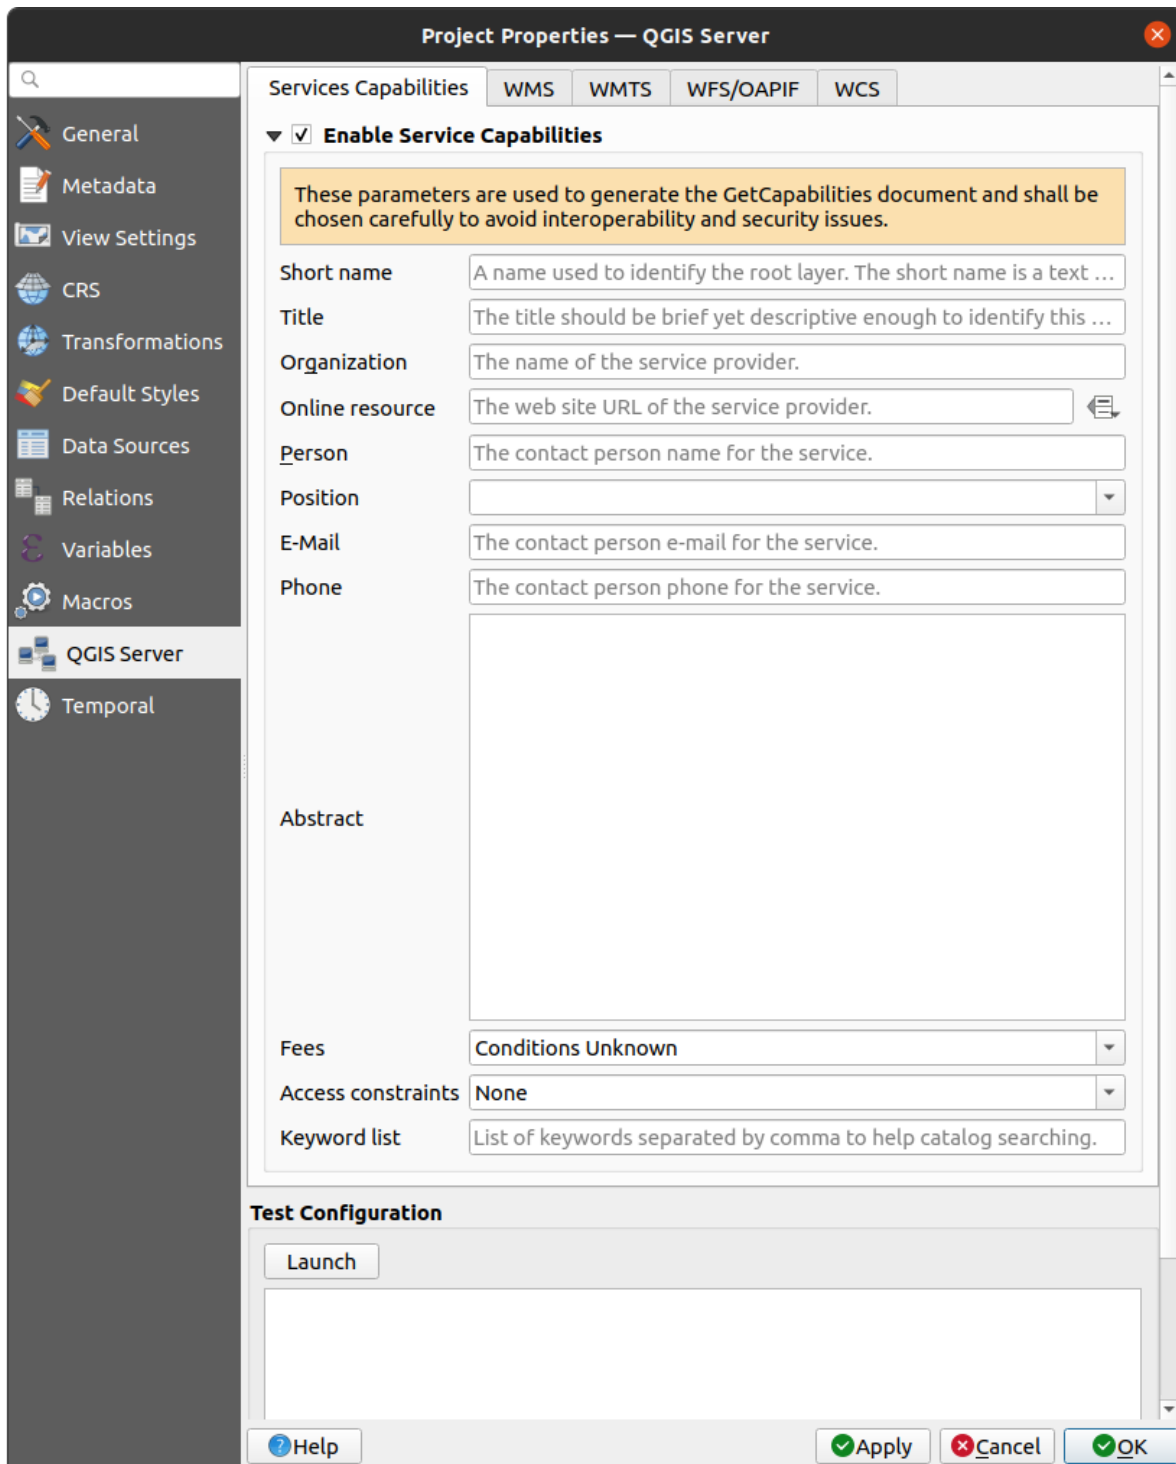 Project Properties — QGIS Server
General
Metadata
View Settings
CRS
Transformations
Default Styles
Data Sources
Relations
Variables
Macros
QGIS Server
Temporal
Services Capabilities
WMS
WMTS
WFS/OAPIF
WCS
Enable Service Capabilities
These parameters are used to generate the GetCapabilities document and shall be
chosen carefully to avoid interoperability and security issues.
Short name
A name used to identify the root layer. The short name is a text ...
Title
The title should be brief yet descriptive enough to identify this ...
Organization
The name of the service provider.
Online resource
The web site URL of the service provider.
Person
The contact person name for the service.
Position
E-Mail
The contact person e-mail for the service.
Phone
The contact person phone for the service.
Abstract
Fees
Conditions Unknown
Access constraints
None
Keyword list
List of keywords separated by comma to help catalog searching.
Test Configuration
Launch
Help
Apply
Cancel
OK